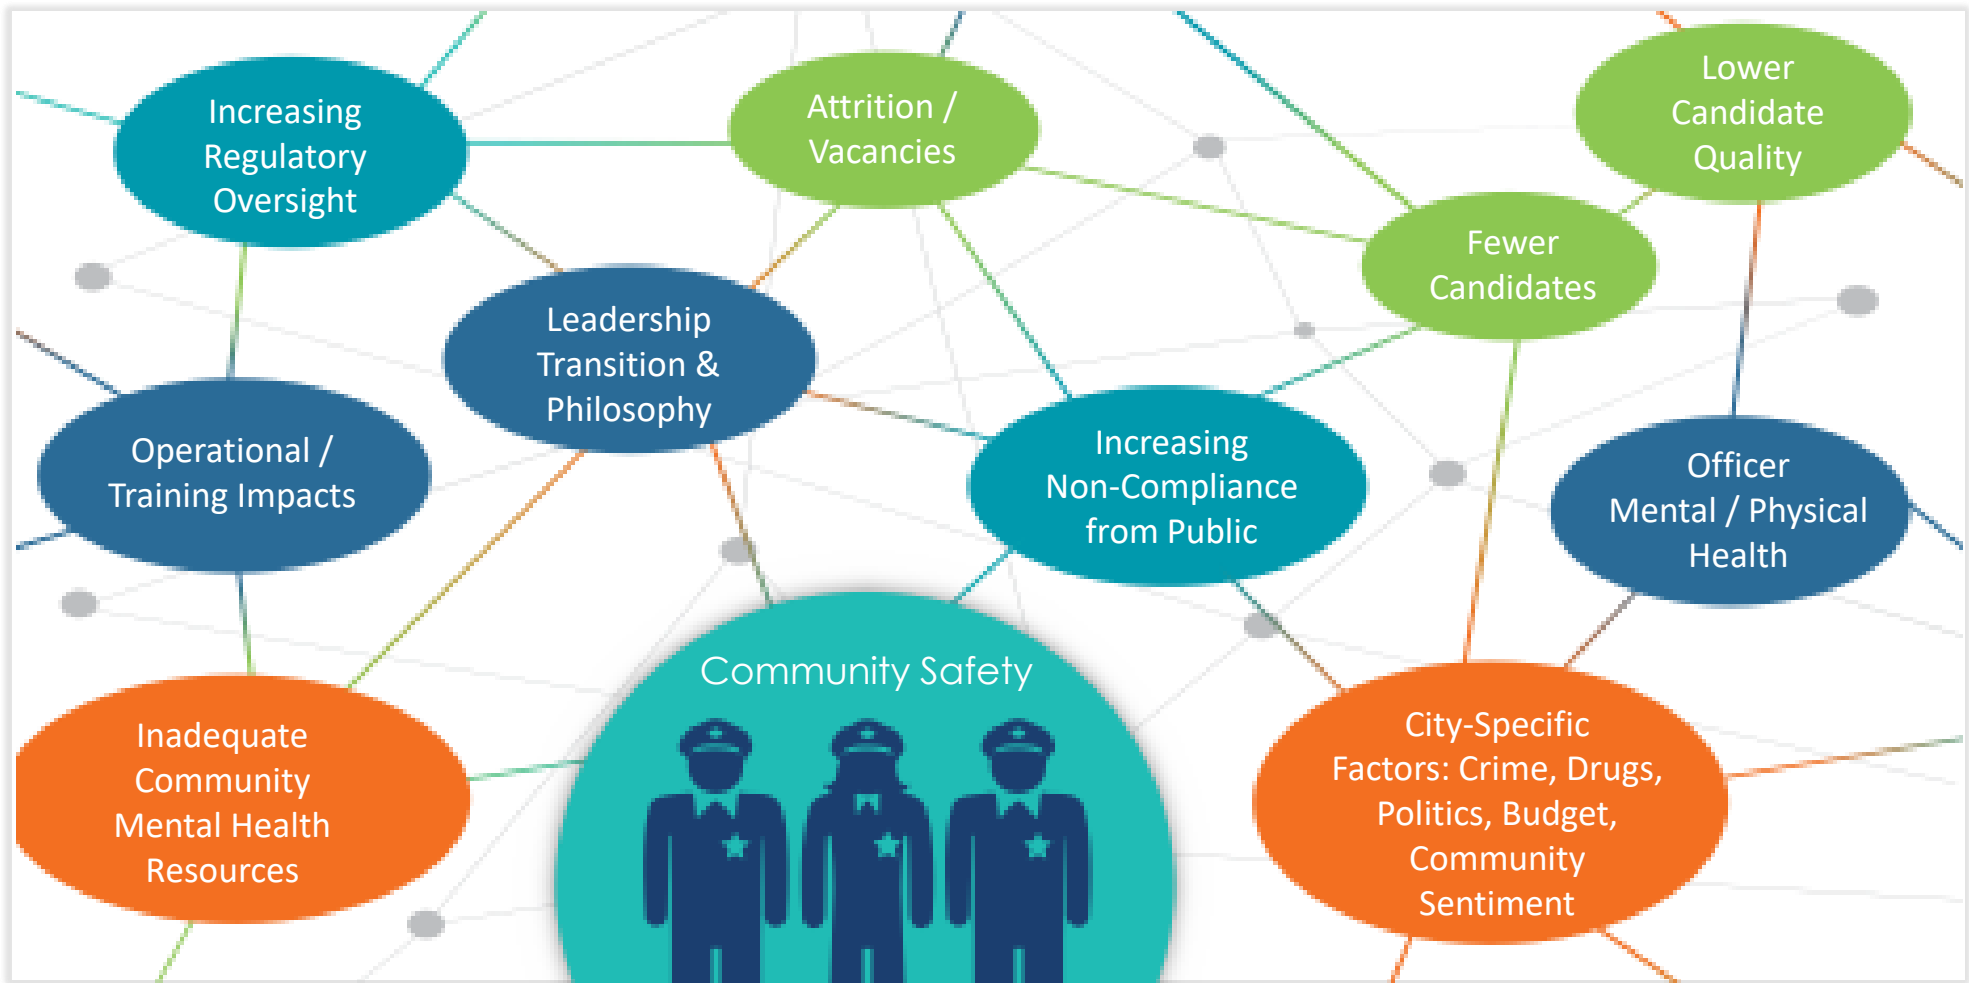 Increasing
Regulatory
Oversight
Attrition /
Vacancies
Lower
Candidate
Quality
Fewer
Candidates
Leadership
Transition &
Philosophy
Operational /
Training Impacts
Increasing
Non-Compliance
from Public
Officer
Mental / Physical
Health
Community Safety
Inadequate
Community
Mental Health
Resources
City-Specific
Factors: Crime, Drugs,
Politics, Budget,
Community
Sentiment